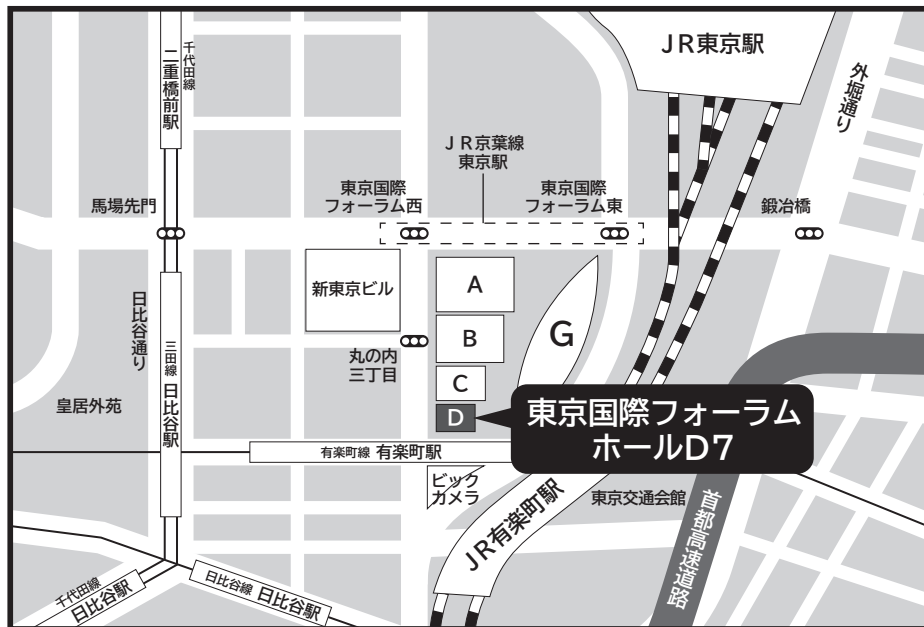 JR東京駅
千代田線
二重橋前駅
外堀通り
JR京葉線
東京駅
馬場先門
東京国際
フォーラム西
東京国際
フォーラム東
鍛冶橋
新東京ビル
A
B
C
D
G
日比谷通り
三田線 日比谷駅
丸の内
三丁目
皇居外苑
東京国際フォーラム
ホールD7
有楽町線 有楽町駅
ビック
カメラ
JR有楽町駅
東京交通会館
首都高速道路
千代田線
日比谷駅
日比谷線 日比谷駅